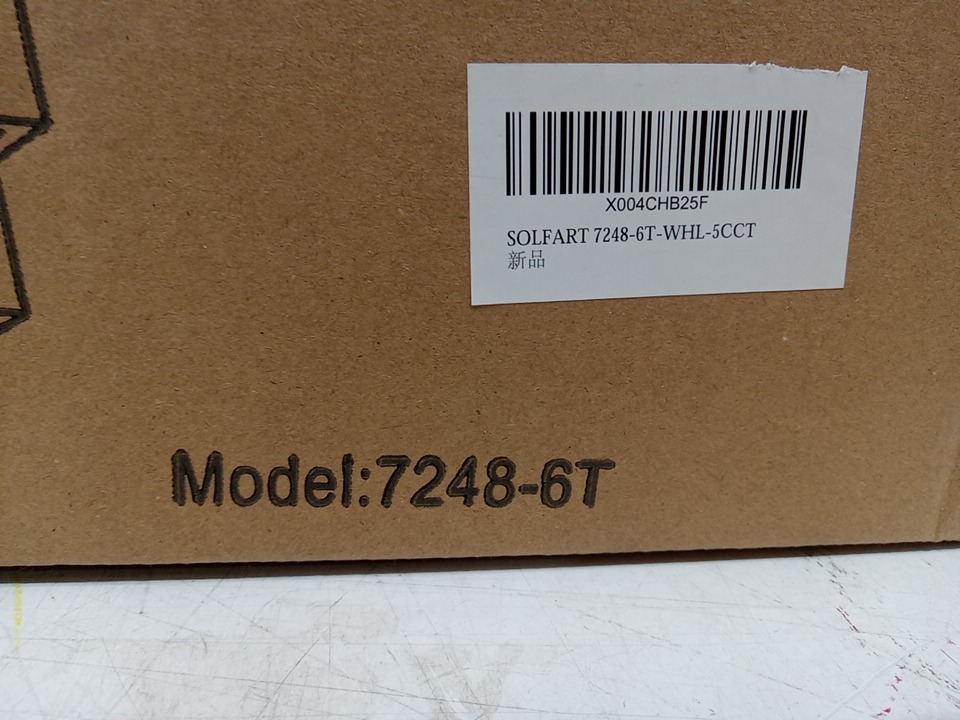 X004CHB25F
SOLFART 7248-6T-WHL-5CCT
新品
Model:7248-6T